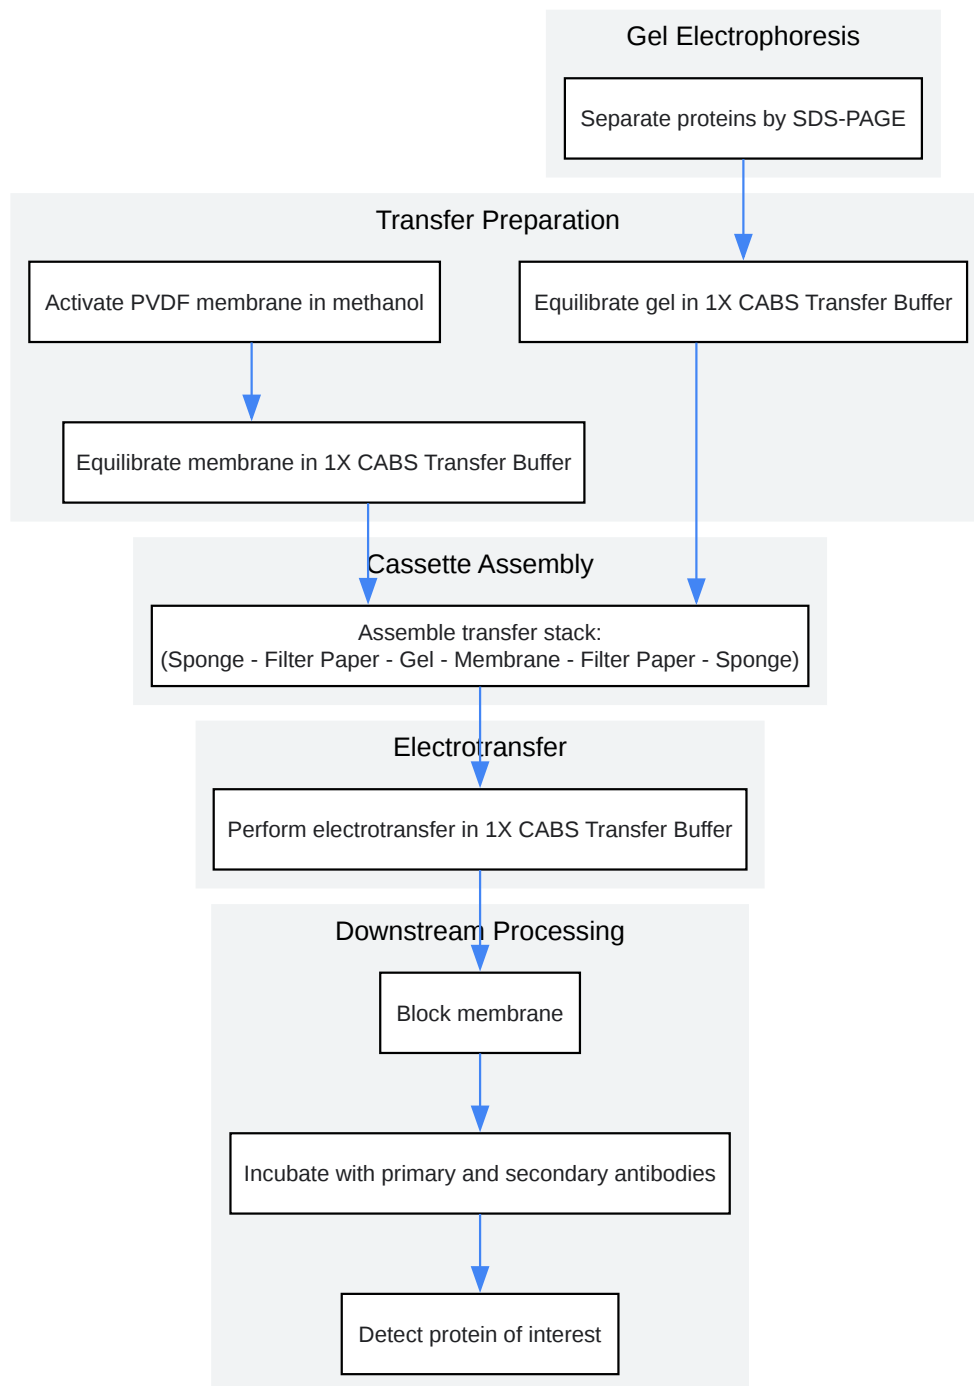 Gel Electrophoresis
Separate proteins by SDS-PAGE
Transfer Preparation
Activate PVDF membrane in methanol
Equilibrate gel in 1X CABS Transfer Buffer
Equilibrate membrane in 1X CABS Transfer Buffer
Cassette Assembly
Assemble transfer stack:
(Sponge - Filter Paper - Gel - Membrane - Filter Paper - Sponge)
Electrotransfer
Perform electrotransfer in 1X CABS Transfer Buffer
Downstream Processing
Block membrane
Incubate with primary and secondary antibodies
Detect protein of interest